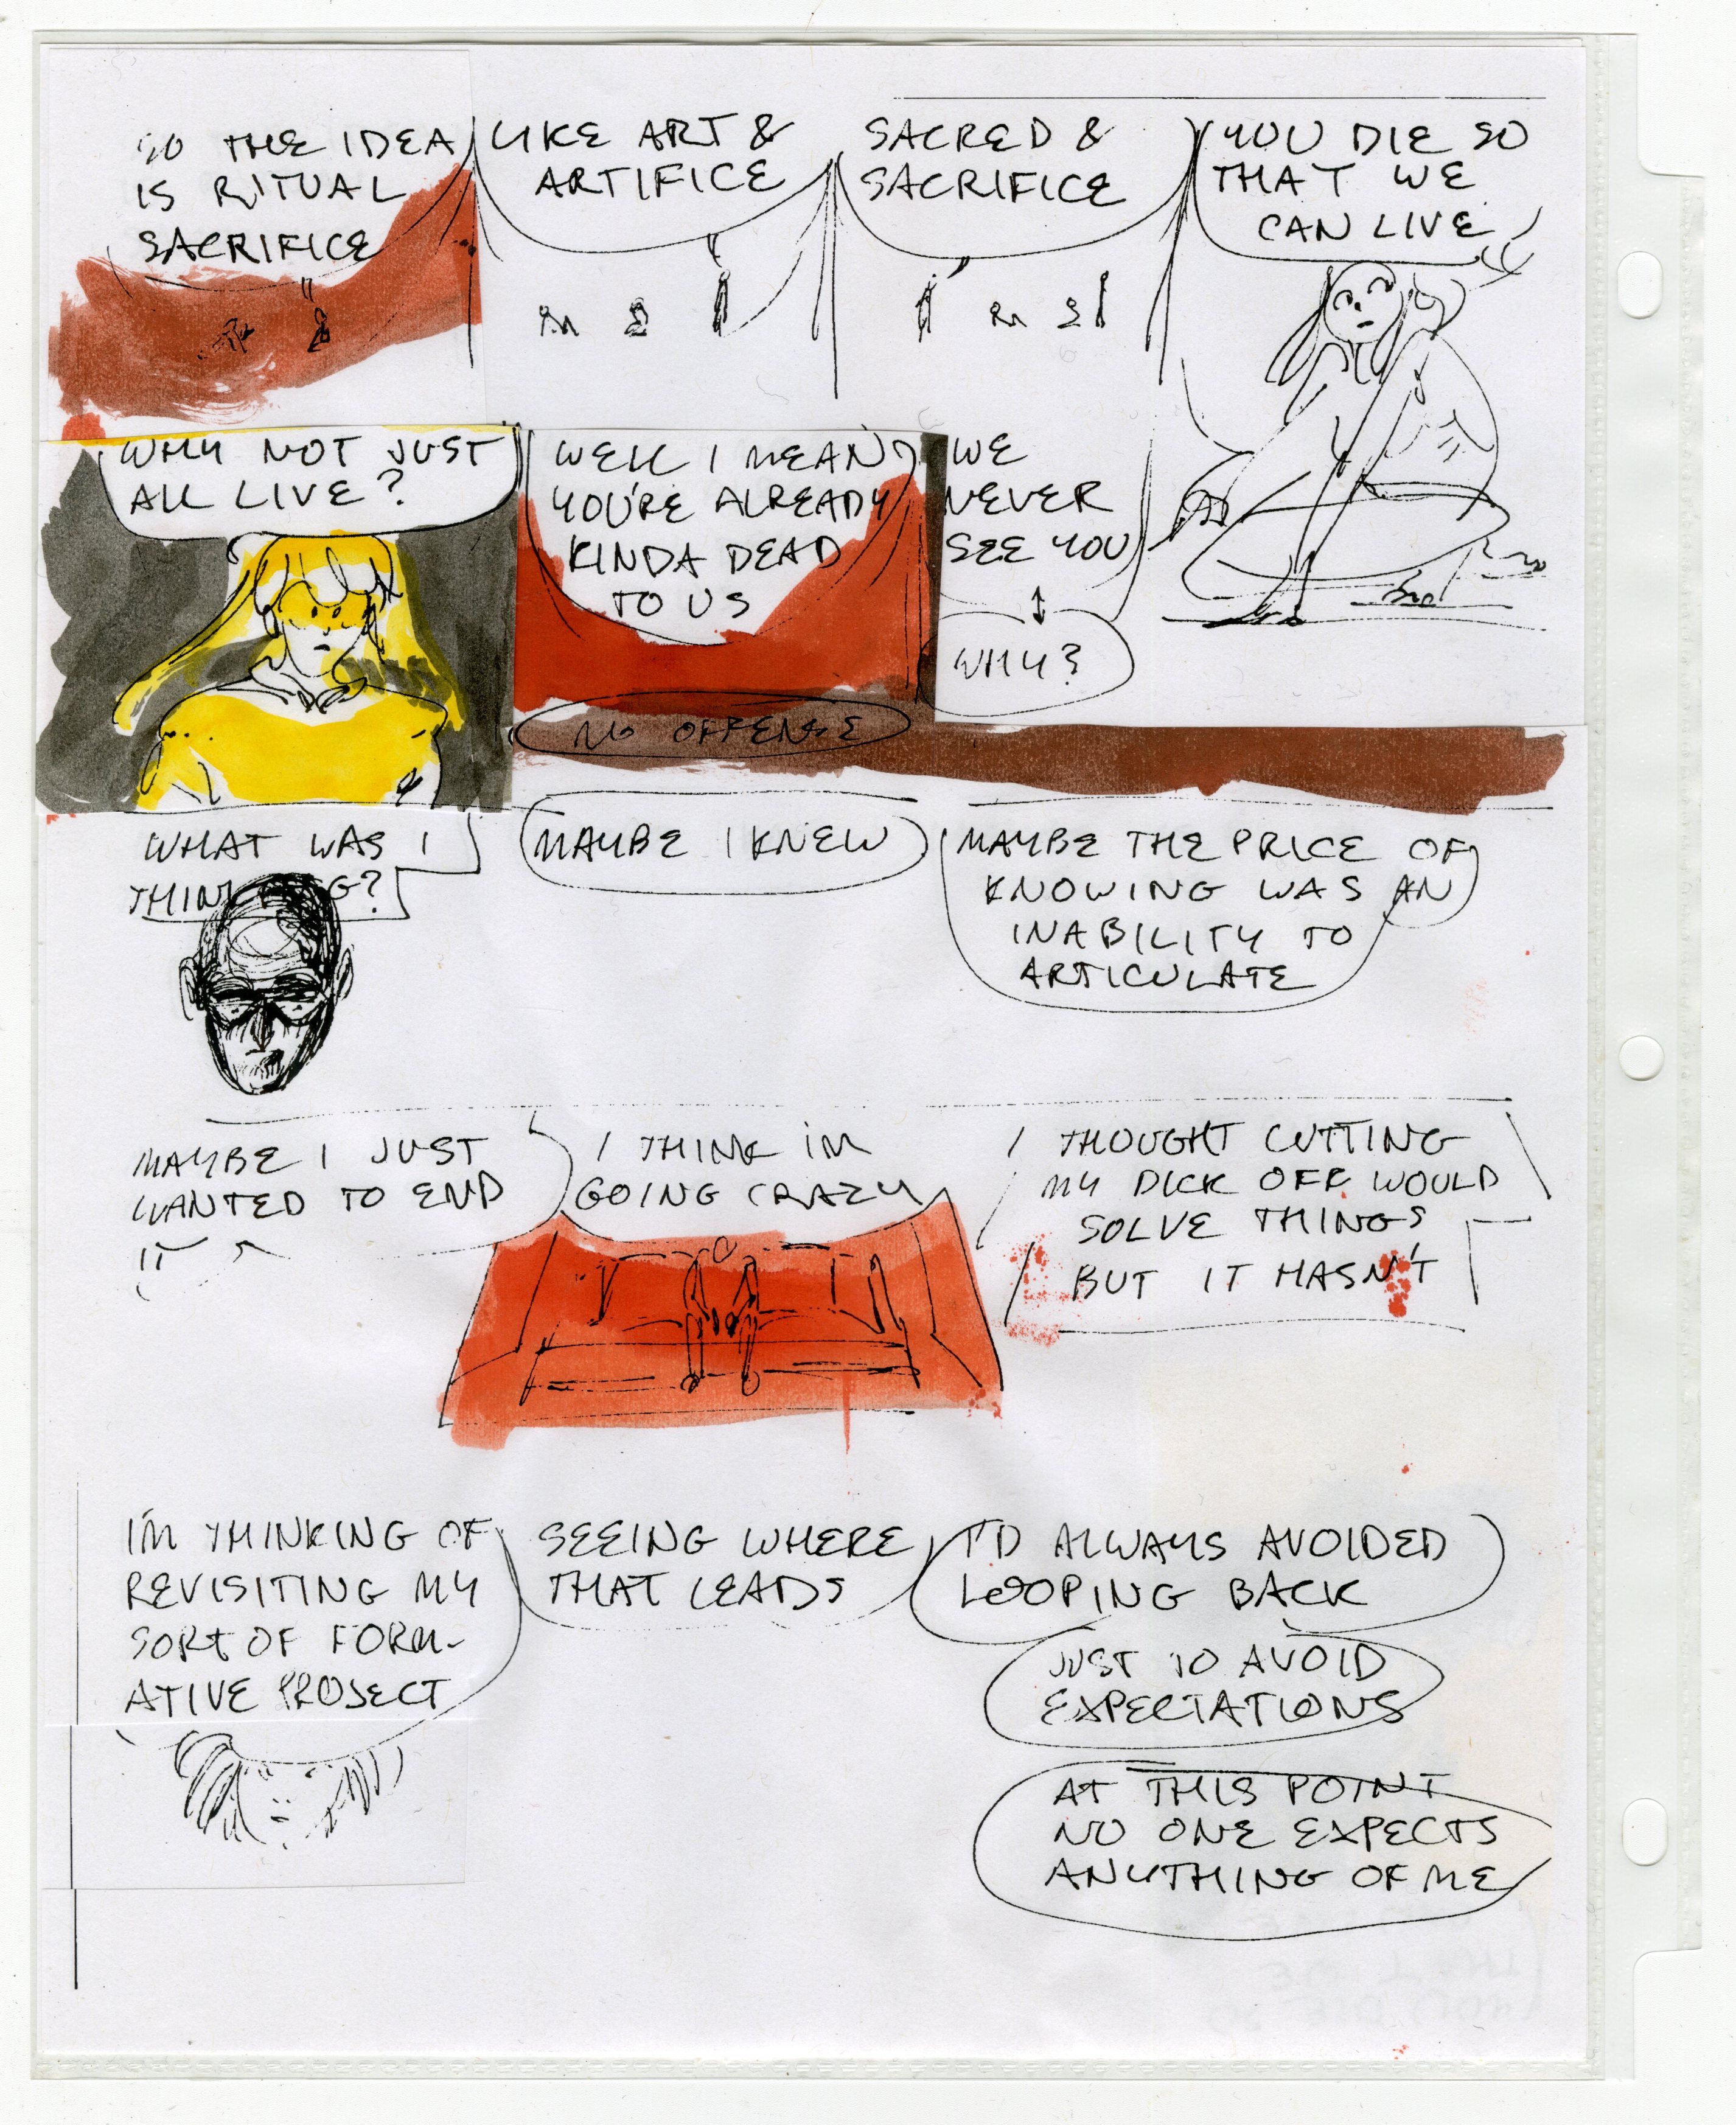 SO THE IDEA
IS RITUAL
SACRIFICE
LIKE ART &
ARTIFICE
SACRED &
SACRIFICE
YOU DIE SO
THAT WE
CAN LIVE
WHY NOT JUST
ALL LIVE?
WELL I MEAN
YOU'RE ALREADY
KINDA DEAD
TO US
NO OFFENSE
WE
NEVER
SEE YOU
WHY?
WHAT WAS I
THINKING?
MAYBE I KNEW
MAYBE THE PRICE OF
KNOWING WAS AN
INABILITY TO
ARTICULATE
MAYBE I JUST
WANTED TO END
IT
I THINK IM
GOING CRAZY
I THOUGHT CUTTING
MY DICK OFF WOULD
SOLVE THINGS
BUT IT HASN'T
I'M THINKING OF
REVISITING MY
SORT OF FORM-
ATIVE PROJECT
SEEING WHERE
THAT LEADS
I'D ALWAYS AVOIDED
LOOPING BACK
JUST TO AVOID
EXPECTATIONS
AT THIS POINT
NO ONE EXPECTS
ANYTHING OF ME